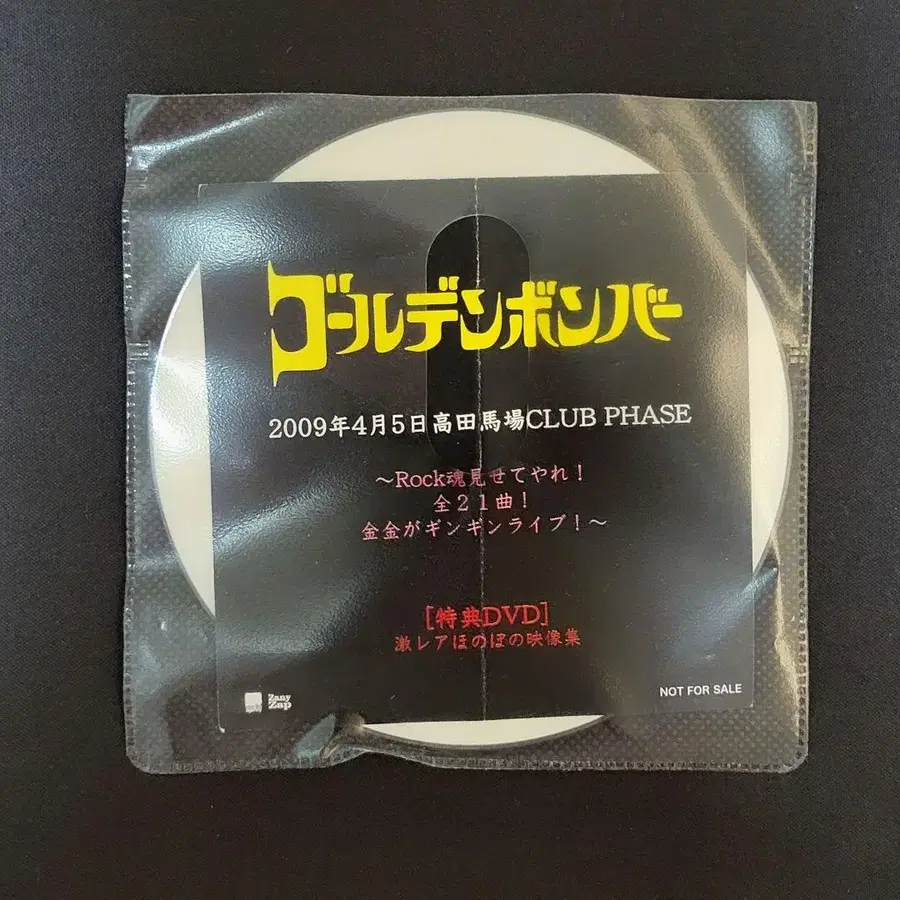 ゴールデンボンバー
2009年4月5日高田馬場CLUB PHASE
～Rock魂見せてやれ！
全２１曲！
金金がギンギンライブ！～
[特典DVD]
激レアほのぼの映像集
Zany
Zap
NOT FOR SALE